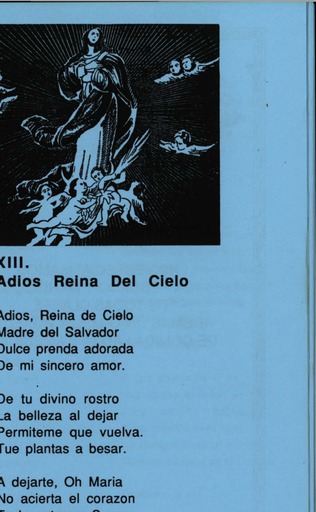 XIII.
Adios Reina Del Cielo
Adios, Reina de Cielo
Madre del Salvador
Dulce prenda adorada
De mi sincero amor.
De tu divino rostro
La belleza al dejar
Permiteme que vuelva.
Tue plantas a besar.
A dejarte, Oh Maria
No acierta el corazon